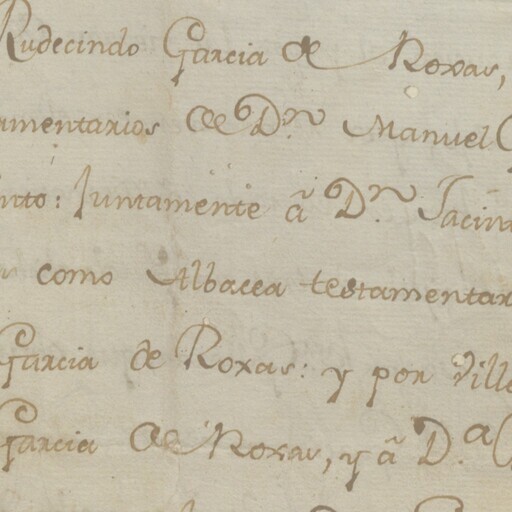 Rudecindo Garcia de Roxas,
amentarios de Dn. Manuel
nto: Juntamente â Dn. Jacin
como Albacea testamentar
Garcia de Roxas: y por Ville
Garcia de Roxas, y â D.a